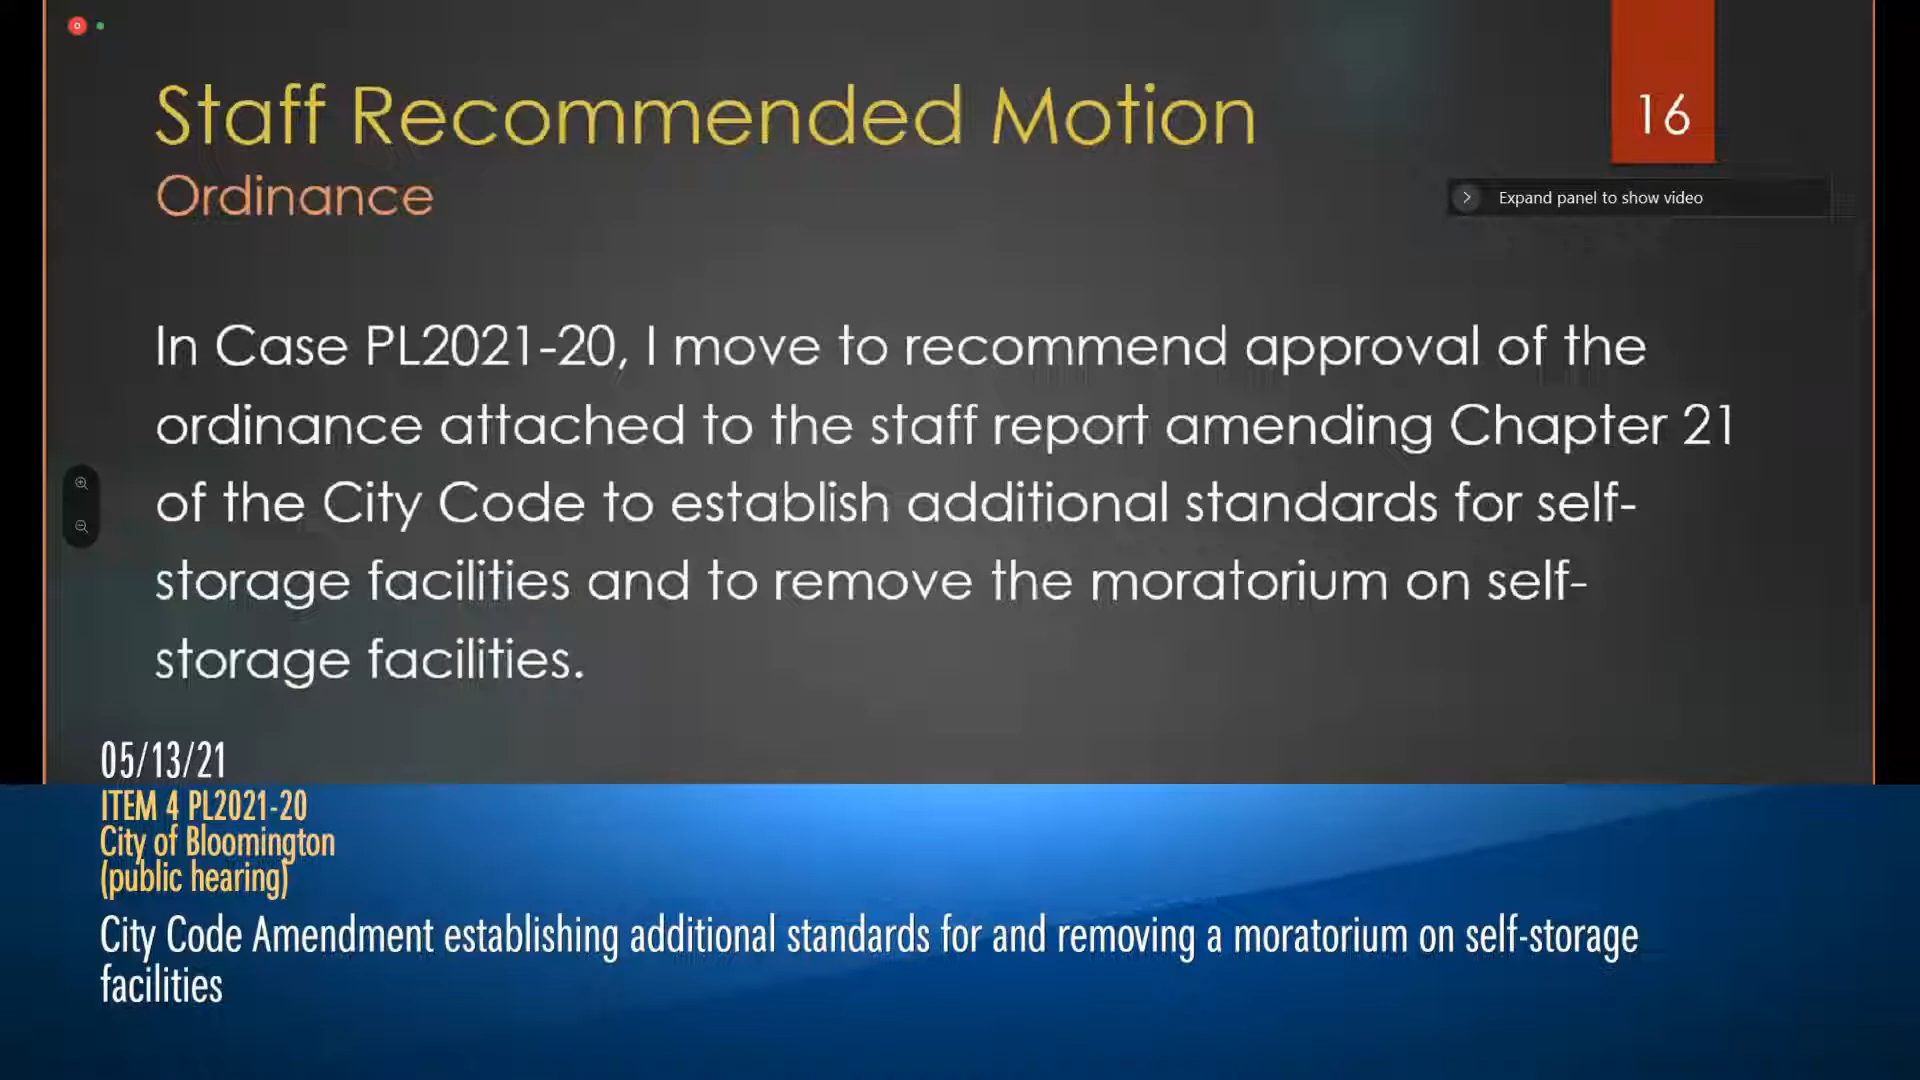 Staff Recommended Motion
16
Ordinance
Expand panel to show video
In Case PL2021-20, I move to recommend approval of the
ordinance attached to the staff report amending Chapter 21
of the City Code to establish additional standards for self-
storage facilities and to remove the moratorium on self-
storage facilities.
05/13/21
ITEM 4 PL2021-20
City of Bloomington
(public hearing)
City Code Amendment establishing additional standards for and removing a moratorium on self-storage
facilities